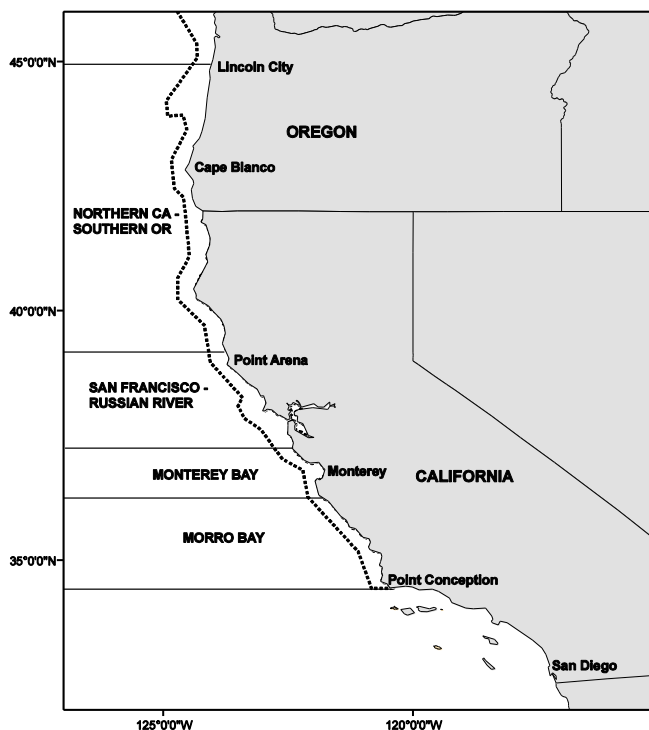 45°0'0"N
Lincoln City
OREGON
Cape Blanco
NORTHERN CA -
SOUTHERN OR
40°0'0"N
Point Arena
SAN FRANCISCO -
RUSSIAN RIVER
Monterey
MONTEREY BAY
CALIFORNIA
MORRO BAY
35°0'0"N
Point Conception
San Diego
125°0'0"W
120°0'0"W